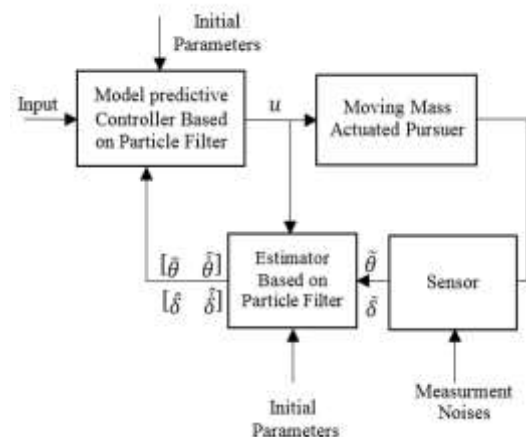 Initial
Parameters
Input
Model predictive
Controller Based
on Particle Filter
u
Moving Mass
Actuated Pursuer
Estimator
Based on
Particle Filter
Sensor
Initial
Parameters
Measurment
Noises